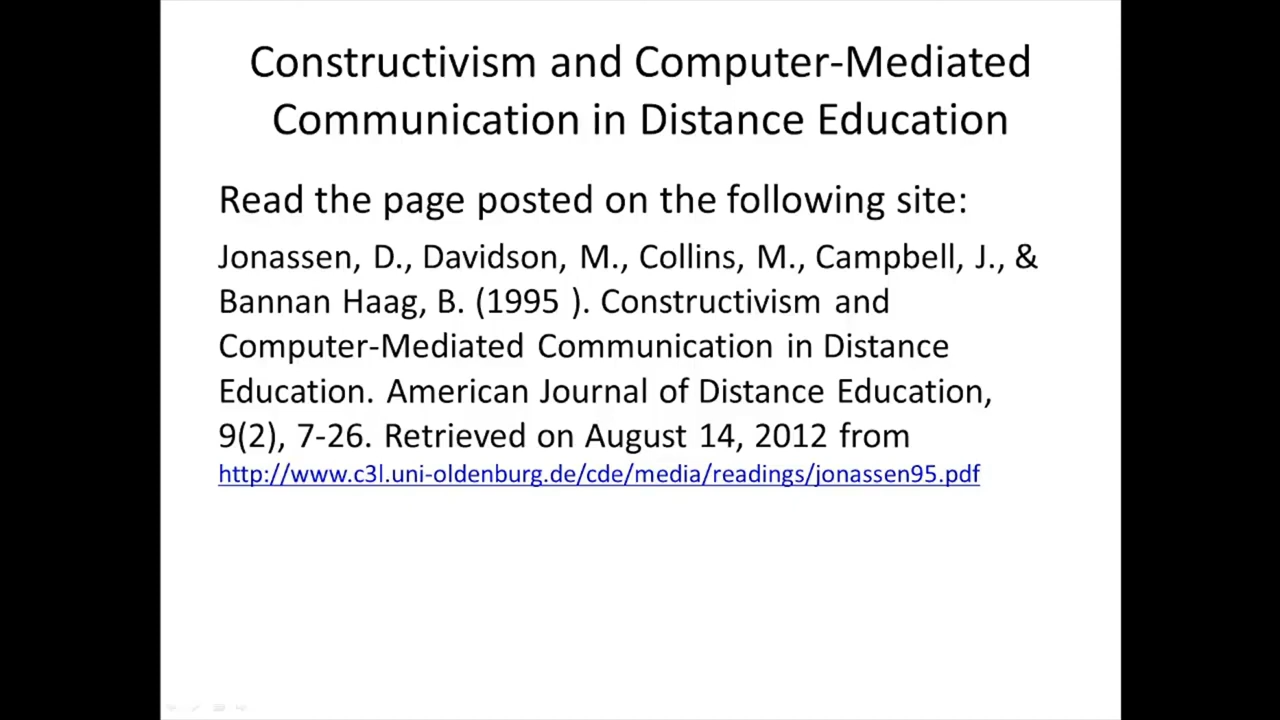 Constructivism and Computer-Mediated
Communication in Distance Education
Read the page posted on the following site:
Jonassen, D., Davidson, M., Collins, M., Campbell, J., &
Bannan Haag, B. (1995 ). Constructivism and
Computer-Mediated Communication in Distance
Education. American Journal of Distance Education,
9(2), 7-26. Retrieved on August 14, 2012 from
http://www.c3l.uni-oldenburg.de/cde/media/readings/jonassen95.pdf